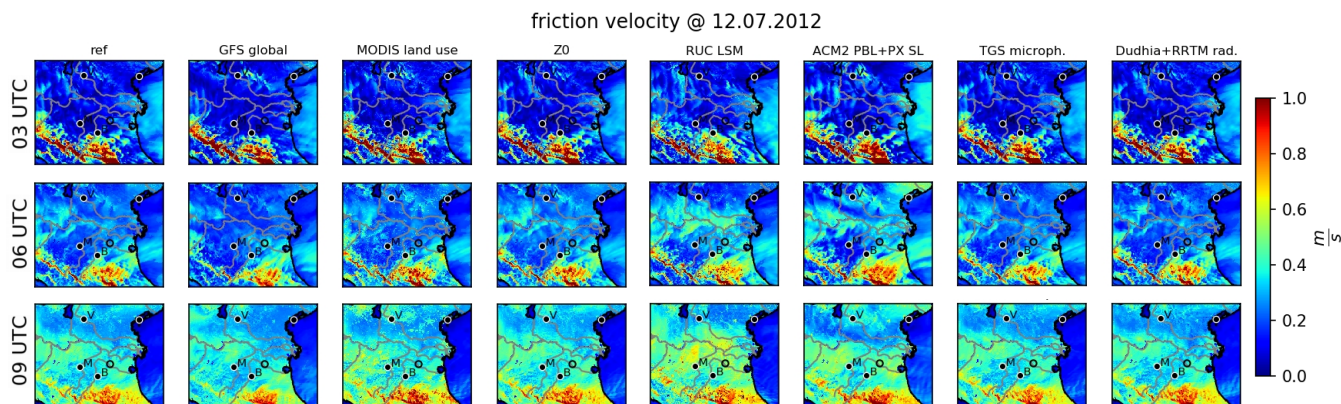 friction velocity @ 12.07.2012
ref GFS global MODIS land use Z0 RUC LSM ACM2 PBL+PX SL TGS microph. Dudhia+RRTM rad.
03 UTC
06 UTC
09 UTC
V V V V V V V V
M M M M M M M M
B B B B B B B B
V V V V V V V V
M M M M M M M M
B B B B B B B B
1.0
0.8
0.6
0.4
0.2
0.0
m
s